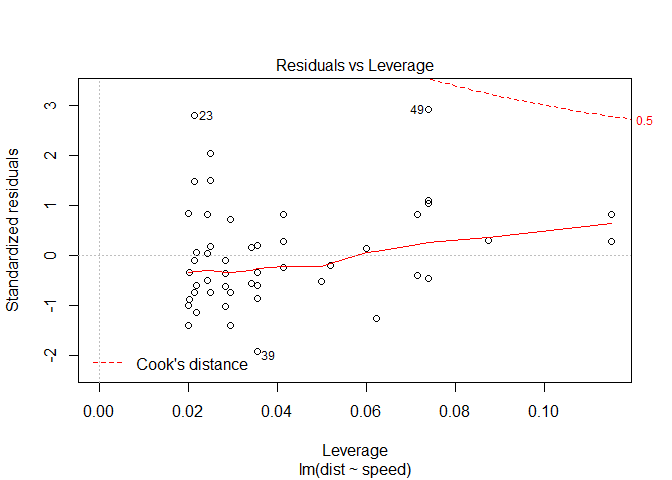 Residuals vs Leverage
Standardized residuals
3
2
1
0
-1
-2
23
49
39
0.5
Cook's distance
0.00 0.02 0.04 0.06 0.08 0.10
Leverage
lm(dist ~ speed)